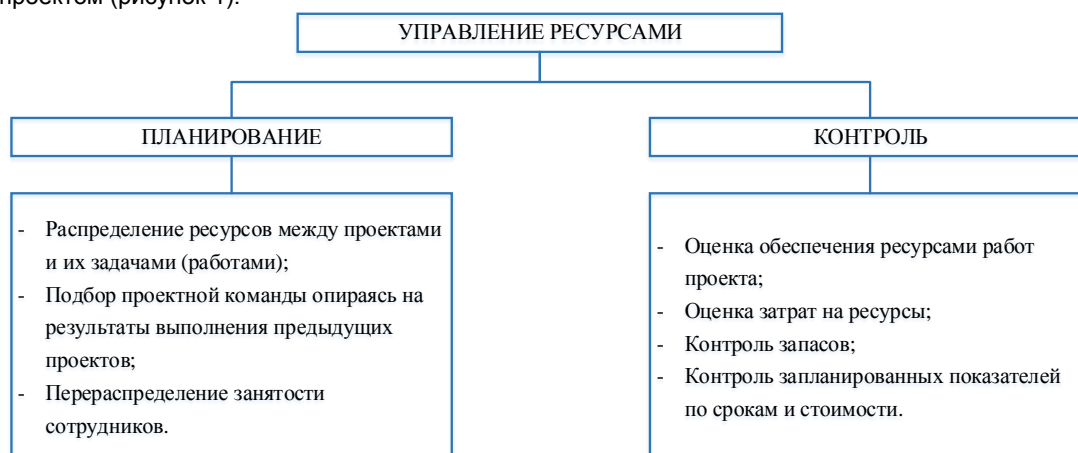 проектом (рисунок 1).
УПРАВЛЕНИЕ РЕСУРСАМИ
ПЛАНИРОВАНИЕ
- Распределение ресурсов между проектами
и их задачами (работами);
- Подбор проектной команды опираясь на
результаты выполнения предыдущих
проектов;
- Перераспределение занятости
сотрудников.
КОНТРОЛЬ
- Оценка обеспечения ресурсами работ
проекта;
- Оценка затрат на ресурсы;
- Контроль запасов;
- Контроль запланированных показателей
по срокам и стоимости.